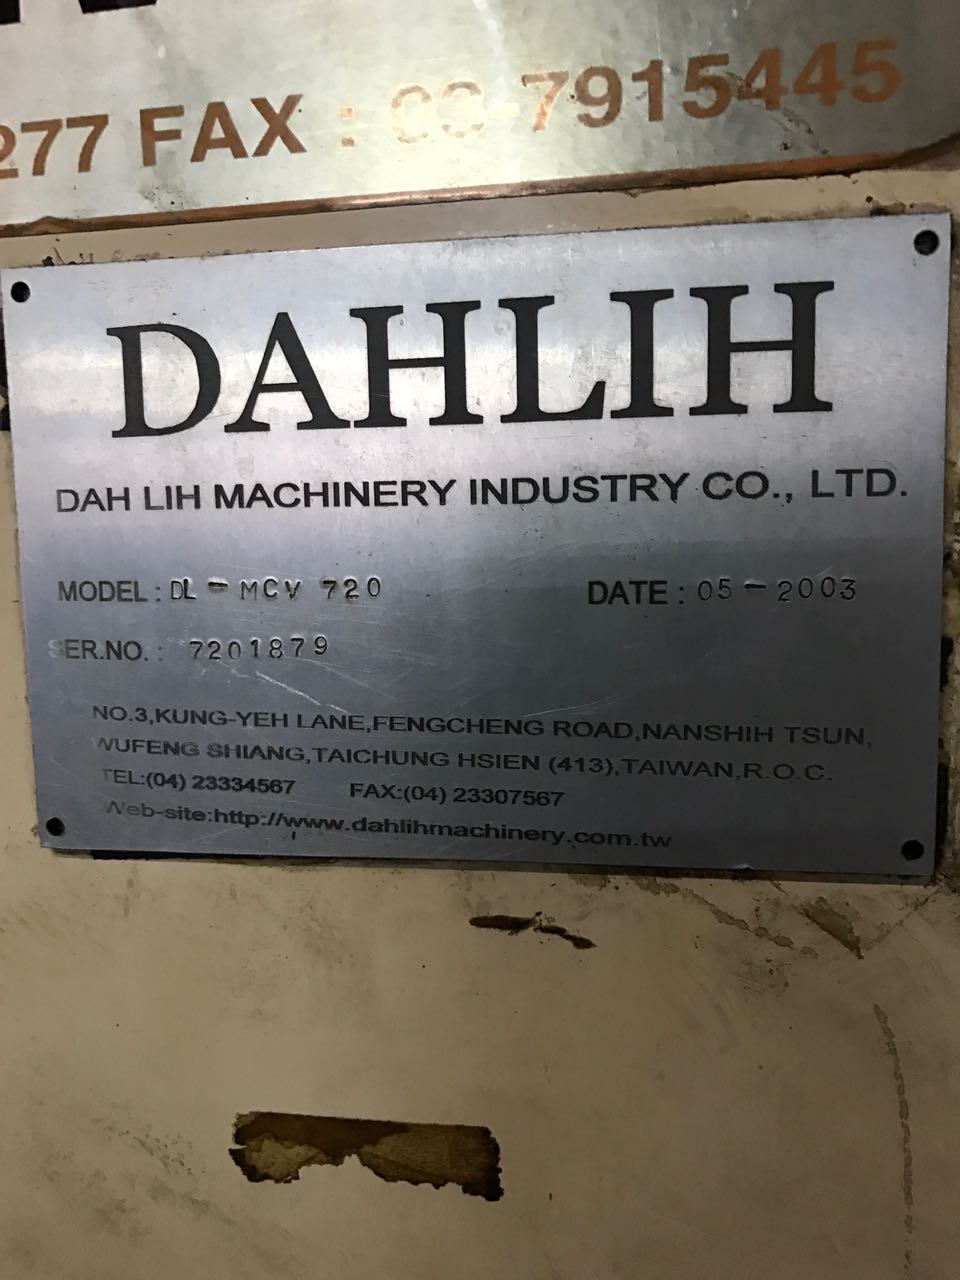 277 FAX : 03-7915445
DAHLIH
DAH LIH MACHINERY INDUSTRY CO., LTD.
MODEL : DL - MCV 720 DATE : 05-2003
SER.NO. : 7201879
NO.3,KUNG-YEH LANE,FENGCHENG ROAD,NANSHIH TSUN,
WUFENG SHIANG,TAICHUNG HSIEN (413),TAIWAN,R.O.C.
TEL:(04) 23334567 FAX:(04) 23307567
Web-site:http://www.dahlihmachinery.com.tw